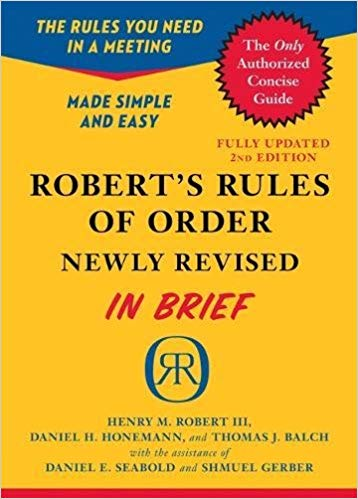 THE RULES YOU NEED
IN A MEETING
MADE SIMPLE
AND EASY
The Only
Authorized
Concise
Guide
FULLY UPDATED
2ND EDITION
ROBERT'S RULES
OF ORDER
NEWLY REVISED
IN BRIEF
ROR
HENRY M. ROBERT III,
DANIEL H. HONEMANN, and THOMAS J. BALCH
with the assistance of
DANIEL E. SEABOLD and SHMUEL GERBER